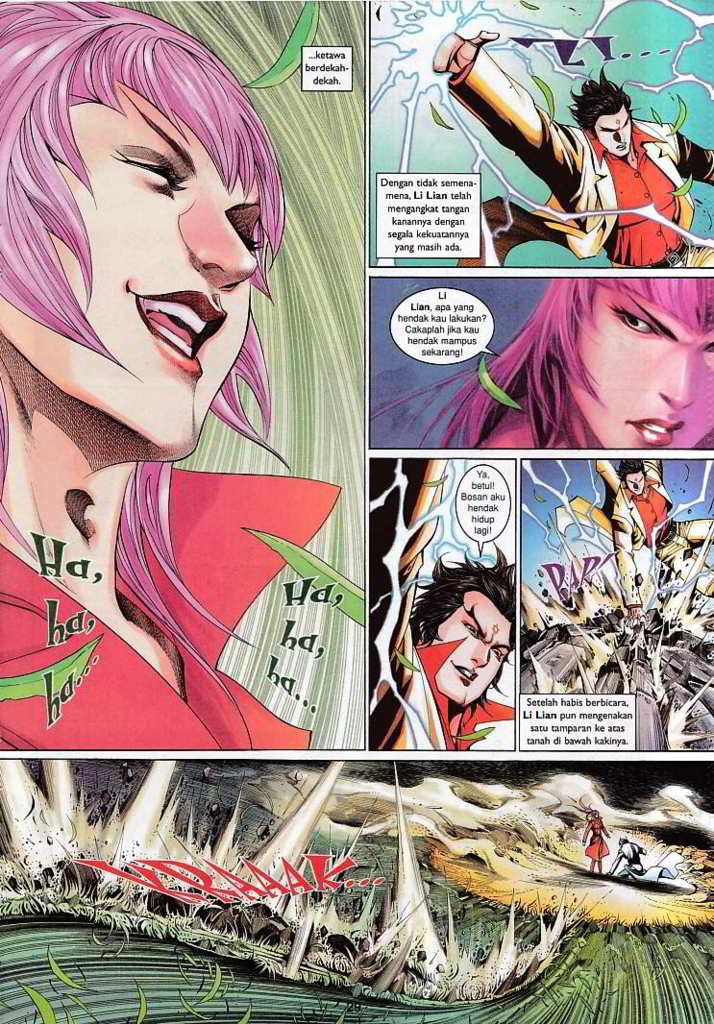 ...ketawa
berdekah-
dekah.
Ha,
ha,
ha...
Ha,
ha,
ha...
Dengan tidak semena-
mena, Li Lian telah
mengangkat tangan
kanannya dengan
segala kekuatannya
yang masih ada.
Li
Lian, apa yang
hendak kau lakukan?
Cakaplah jika kau
hendak mampus
sekarang!
Ya,
betul!
Bosan aku
hendak
hidup
lagi!
Setelah habis berbicara,
Li Lian pun mengenakan
satu tamparan ke atas
tanah di bawah kakinya.